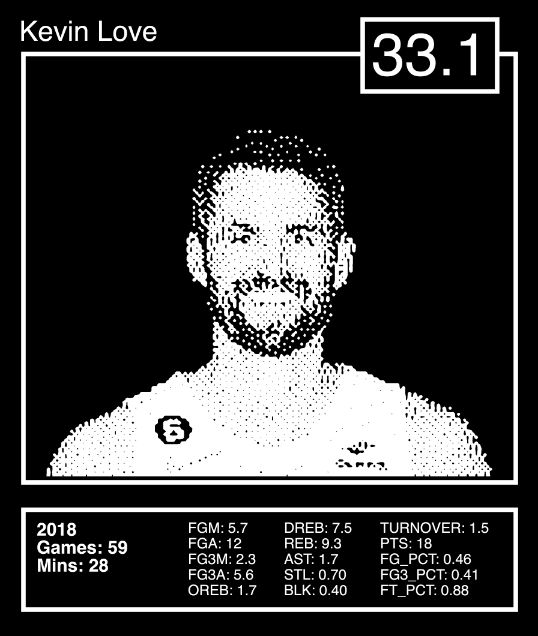 Kevin Love
33.1
2018
Games: 59
Mins: 28
FGM: 5.7
FGA: 12
FG3M: 2.3
FG3A: 5.6
OREB: 1.7
DREB: 7.5
REB: 9.3
AST: 1.7
STL: 0.70
BLK: 0.40
TURNOVER: 1.5
PTS: 18
FG_PCT: 0.46
FG3_PCT: 0.41
FT_PCT: 0.88